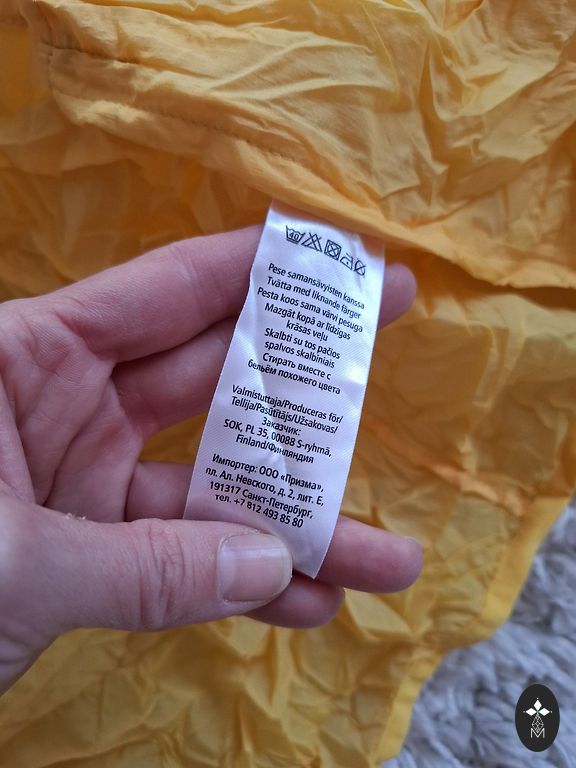 40
Pese samansävyisten kanssa
Tvätta med liknande färger
Pesta koos sama värvi pesuga
Mazgāt kopā ar līdzīgas
krāsas veļu
Skalbti su tos pačios
spalvos skalbiniais
Стирать вместе с
бельём похожего цвета
Valmistuttaja/Produceras för/
Tellija/Pasūtītājs/Užsakovas/
Заказчик:
SOK, PL 35, 00088 S-ryhmä,
Finland/Финляндия
Импортер: ООО «Призма»,
пл. Ал. Невского, д. 2, лит. Е,
191317 Санкт-Петербург,
тел. +7 812 493 85 80
M